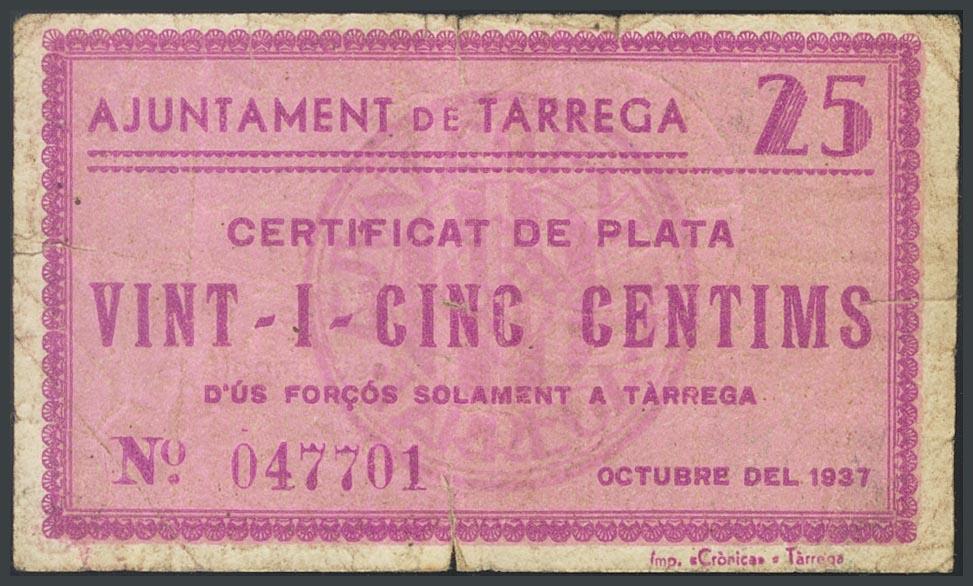 AJUNTAMENT DE TARREGA 25
CERTIFICAT DE PLATA
VINT-I-CINC CENTIMS
D'ÚS FORÇÓS SOLAMENT A TÀRREGA
Nº 047701 OCTUBRE DEL 1937
Imp. «Crònica» = Tàrrega